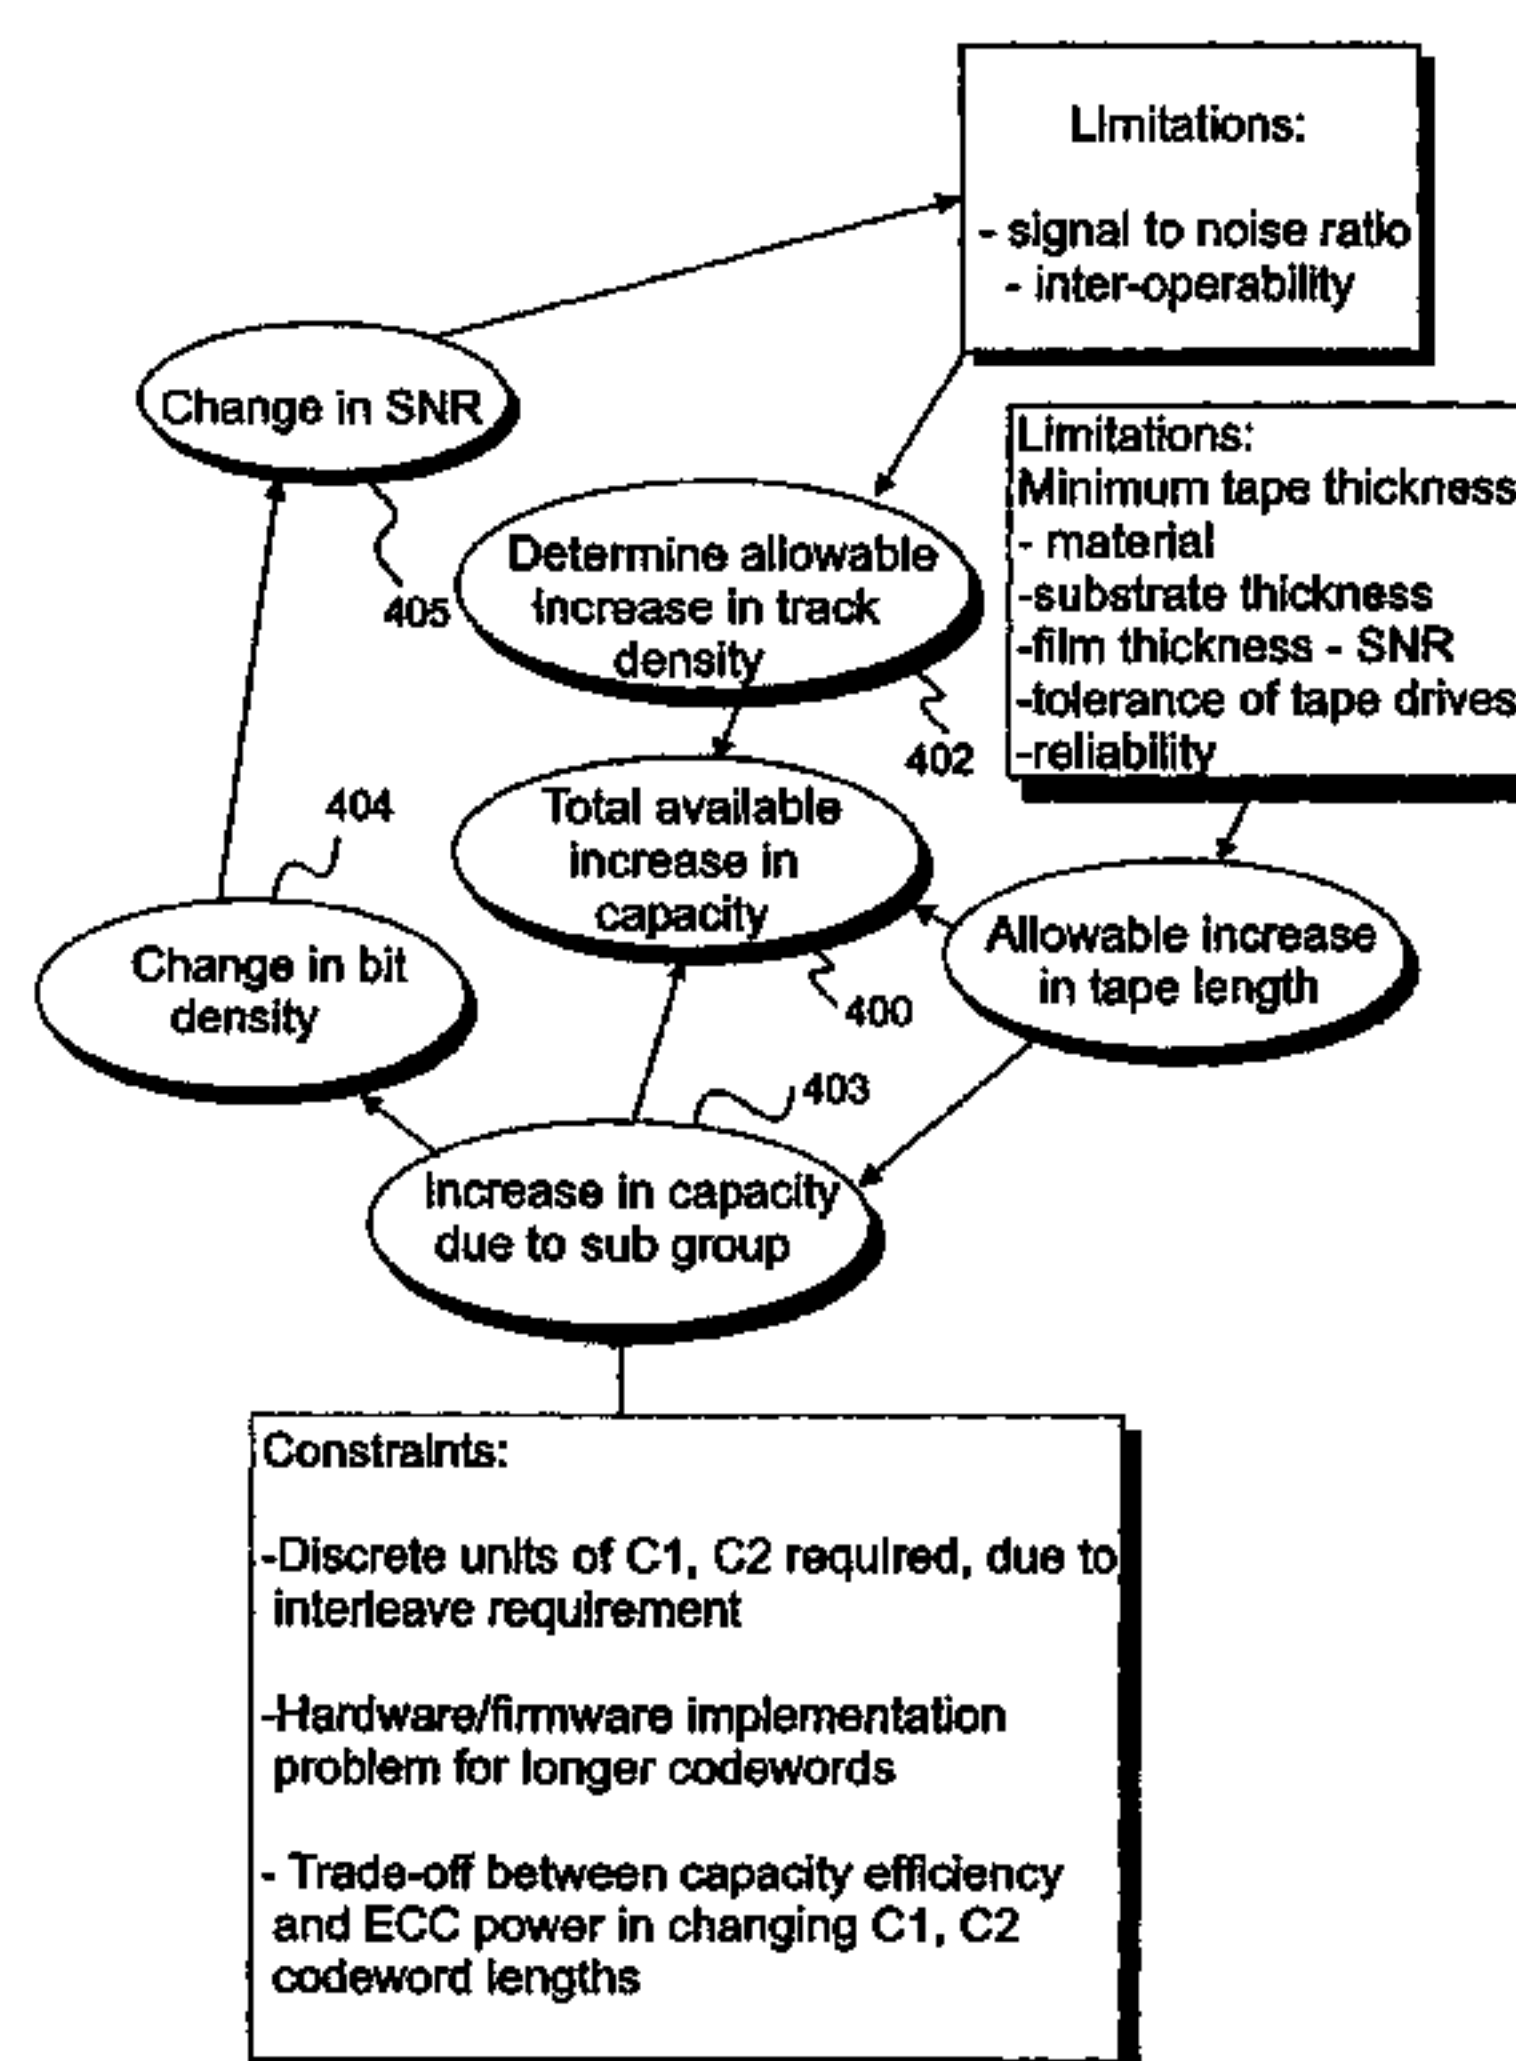 Limitations:
- signal to noise ratio
- inter-operability
Change in SNR
405
Limitations:
Minimum tape thickness
- material
-substrate thickness
-film thickness - SNR
-tolerance of tape drives
-reliability
Determine allowable
increase in track
density
402
404
Total available
increase in
capacity
400
Allowable increase
in tape length
Change in bit
density
403
Increase in capacity
due to sub group
Constraints:
-Discrete units of C1, C2 required, due to
interleave requirement
-Hardware/firmware implementation
problem for longer codewords
- Trade-off between capacity efficiency
and ECC power in changing C1, C2
codeword lengths